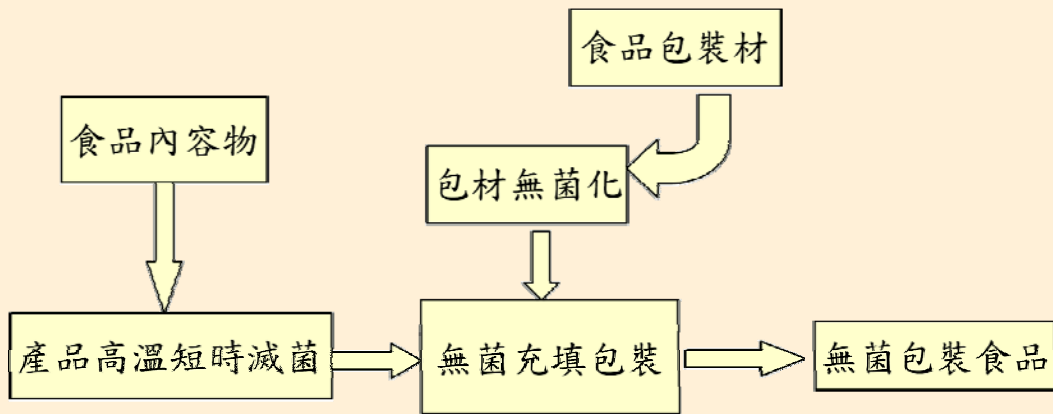 食品包裝材
食品內容物
包材無菌化
產品高溫短時滅菌
無菌充填包裝
無菌包裝食品